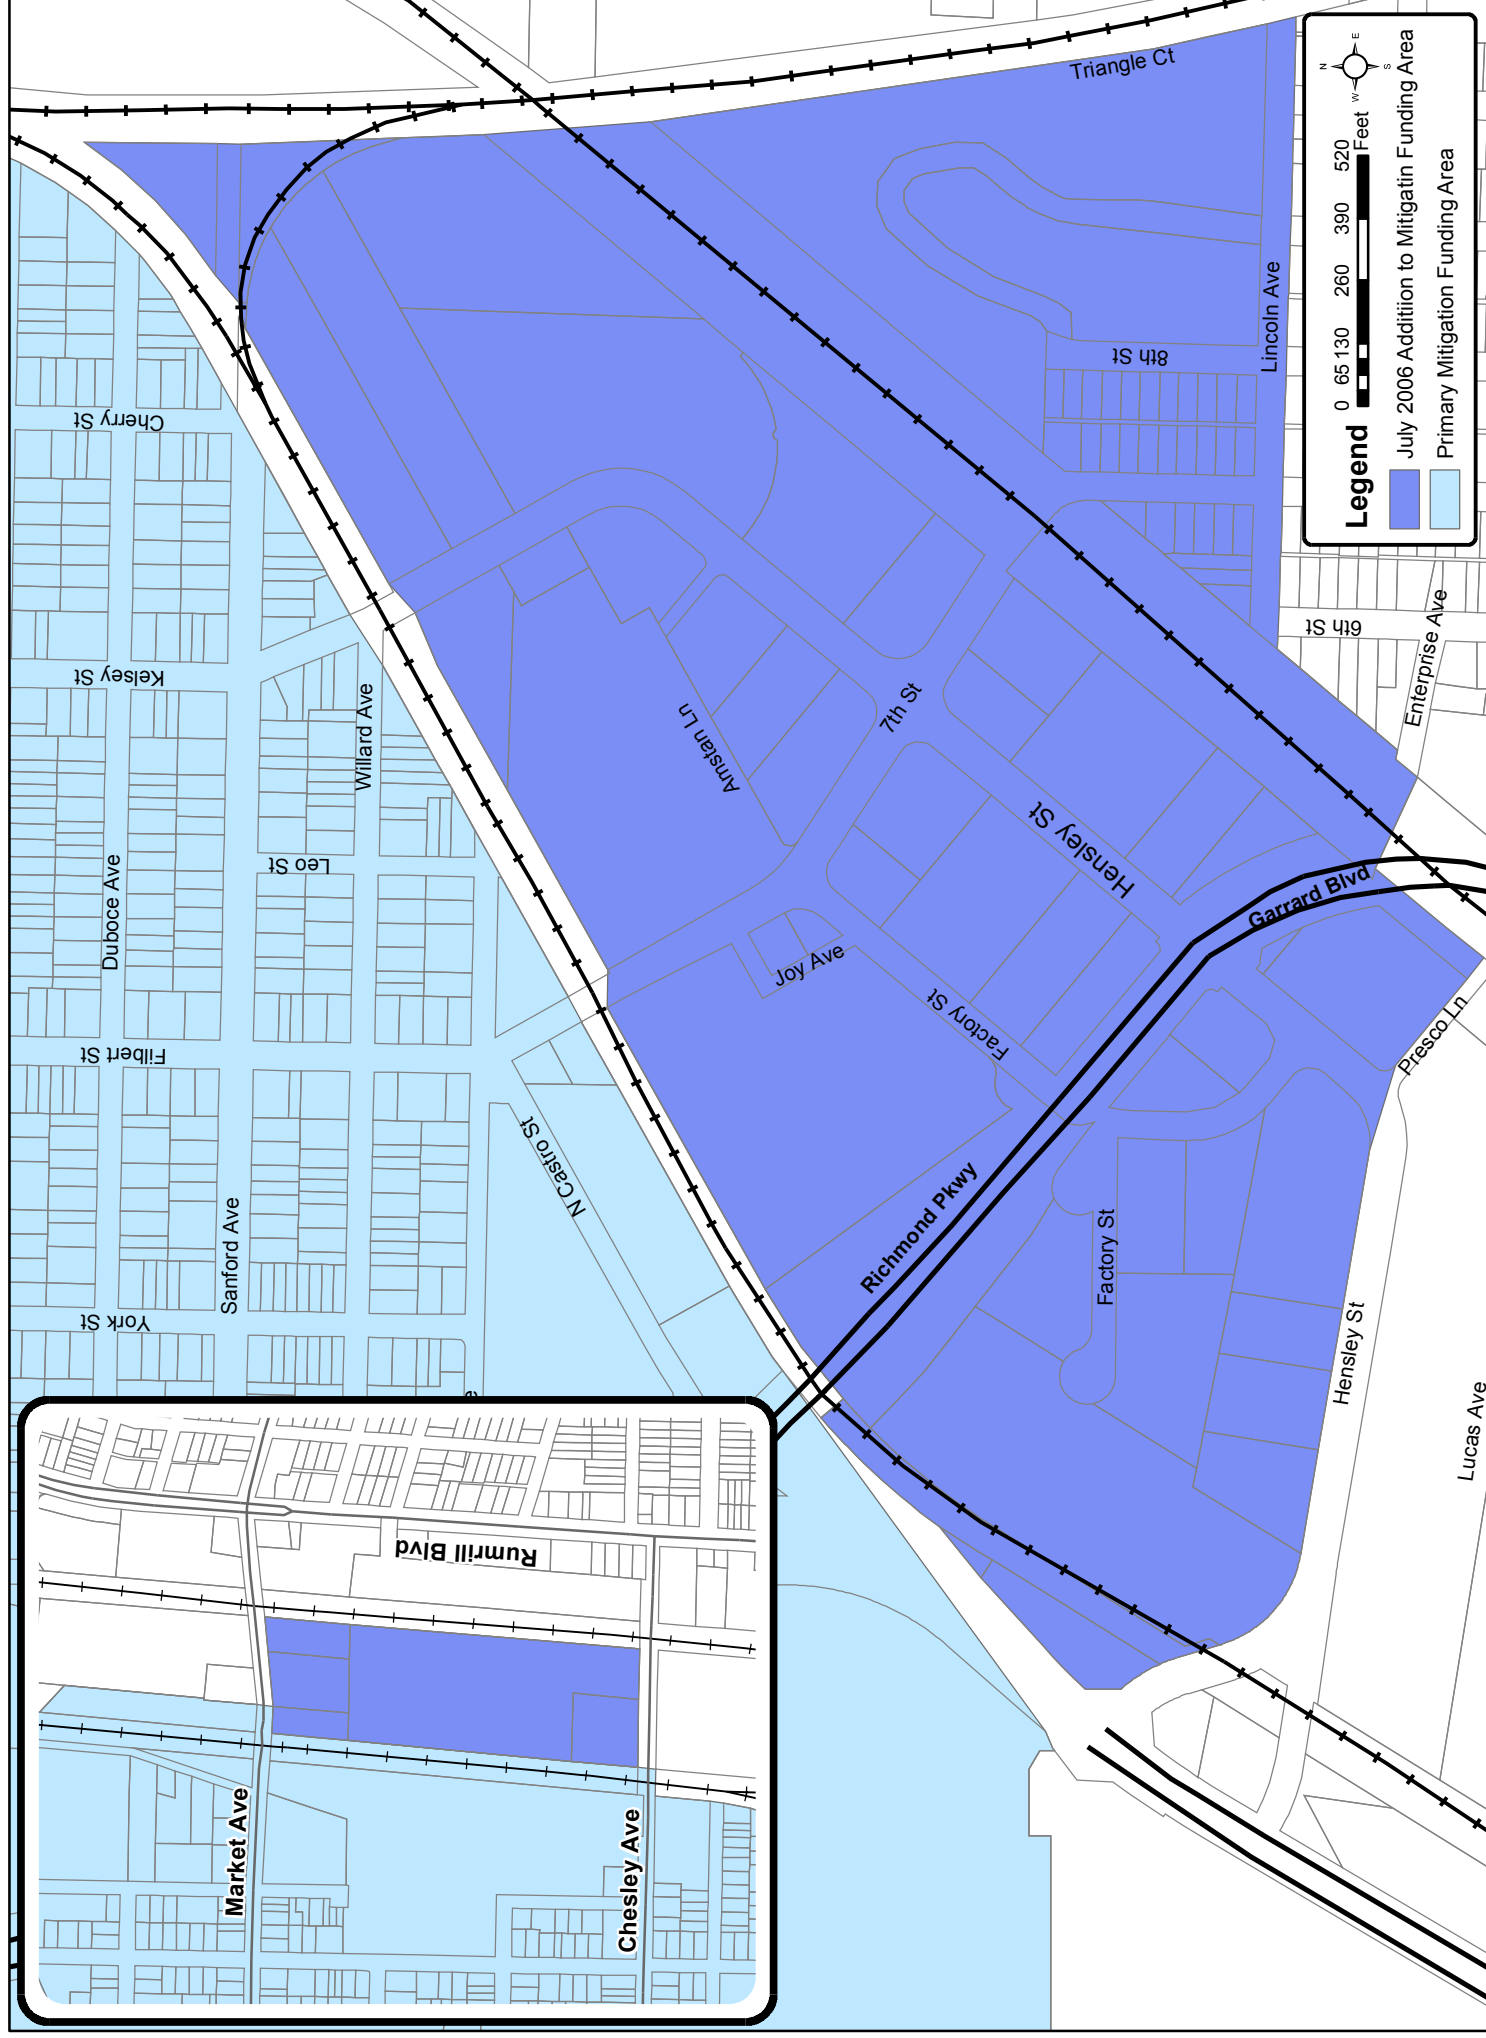 Triangle Ct
Cherry St
Lincoln Ave
8th St
Kelsey St
Willard Ave
6th St
Enterprise Ave
Amstan Ln
7th St
Duboce Ave
Leo St
Hensley St
Garrard Blvd
Joy Ave
Factory St
Filbert St
Presco Ln
N Castro St
Sanford Ave
Richmond Pkwy
Factory St
York St
Hensley St
Lucas Ave
e
Rumrill Blvd
Market Ave
Chesley Ave
Legend
0 65 130 260 390 520
Feet
N
W E
S
July 2006 Additiion to Mitigatin Funding Area
Primary Mitigation Funding Area